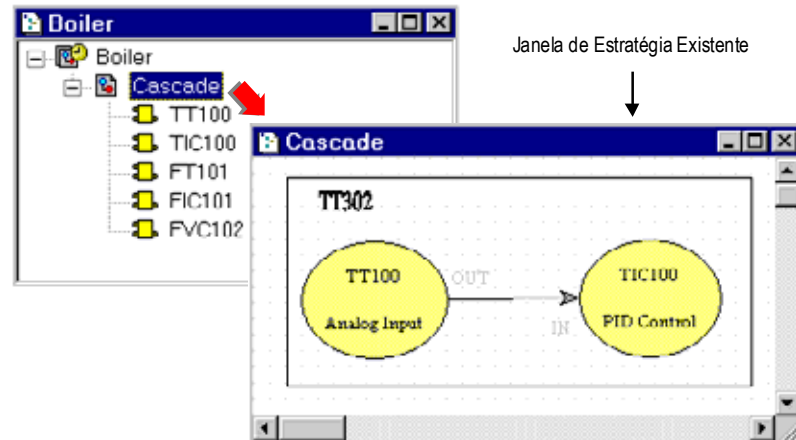 Boiler
Janela de Estratégia Existente
Boiler
Cascade
TT100
TIC100
FT101
FIC101
FVC102
Cascade
TT302
TT100
OUT
TIC100
Analog Input
IN
PID Control